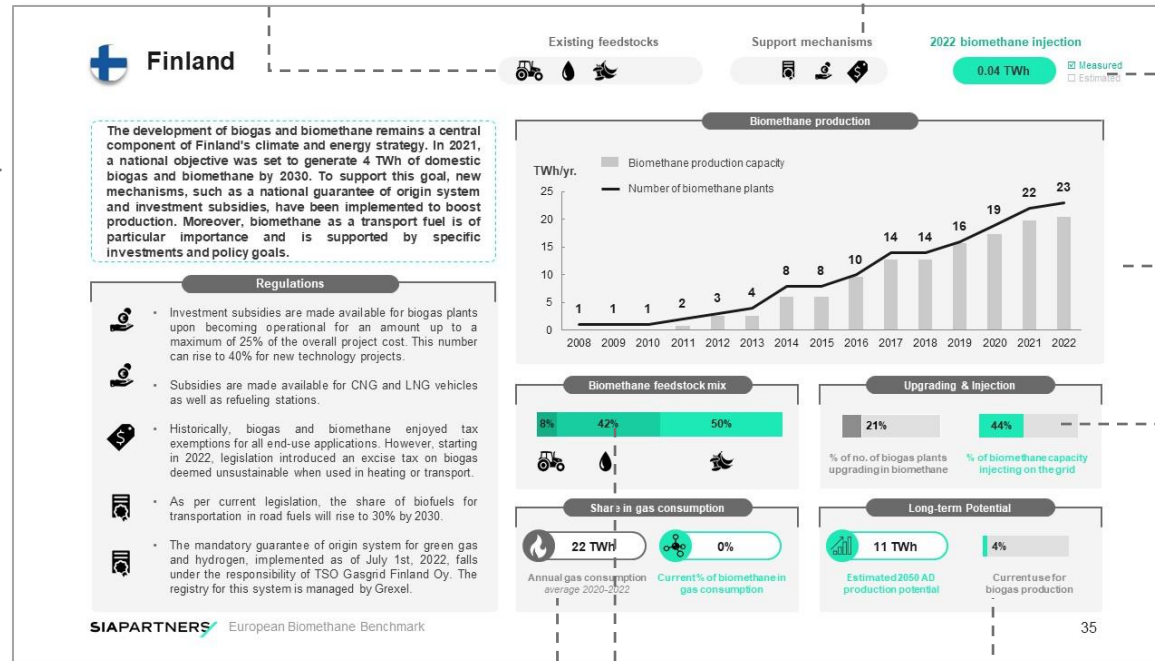 Finland
Existing feedstocks
Support mechanisms
2022 biomethane injection
0.04 TWh
Measured
Estimated
The development of biogas and biomethane remains a central
component of Finland's climate and energy strategy. In 2021,
a national objective was set to generate 4 TWh of domestic
biogas and biomethane by 2030. To support this goal, new
mechanisms, such as a national guarantee of origin system
and investment subsidies, have been implemented to boost
production. Moreover, biomethane as a transport fuel is of
particular importance and is supported by specific
investments and policy goals.
Regulations
• Investment subsidies are made available for biogas plants
upon becoming operational for an amount up to a
maximum of 25% of the overall project cost. This number
can rise to 40% for new technology projects.
• Subsidies are made available for CNG and LNG vehicles
as well as refueling stations.
• Historically, biogas and biomethane enjoyed tax
exemptions for all end-use applications. However, starting
in 2022, legislation introduced an excise tax on biogas
deemed unsustainable when used in heating or transport.
• As per current legislation, the share of biofuels for
transportation in road fuels will rise to 30% by 2030.
• The mandatory guarantee of origin system for green gas
and hydrogen, implemented as of July 1st, 2022, falls
under the responsibility of TSO Gasgrid Finland Oy. The
registry for this system is managed by Grexel.
Biomethane production
Biomethane production capacity
Number of biomethane plants
TWh/yr.
25
20
15
10
5
0
1 1 1 2 3 4 8 8 10 14 14 16 19 22 23
2008 2009 2010 2011 2012 2013 2014 2015 2016 2017 2018 2019 2020 2021 2022
Biomethane feedstock mix
8% 42% 50%
Upgrading & Injection
21%
% of no. of biogas plants
upgrading in biomethane
44%
% of biomethane capacity
injecting on the grid
Share in gas consumption
22 TWh
Annual gas consumption
average 2020-2022
0%
Current % of biomethane in
gas consumption
Long-term Potential
11 TWh
Estimated 2050 AD
production potential
4%
Current use for
biogas production
SIAPARTNERS
European Biomethane Benchmark
35